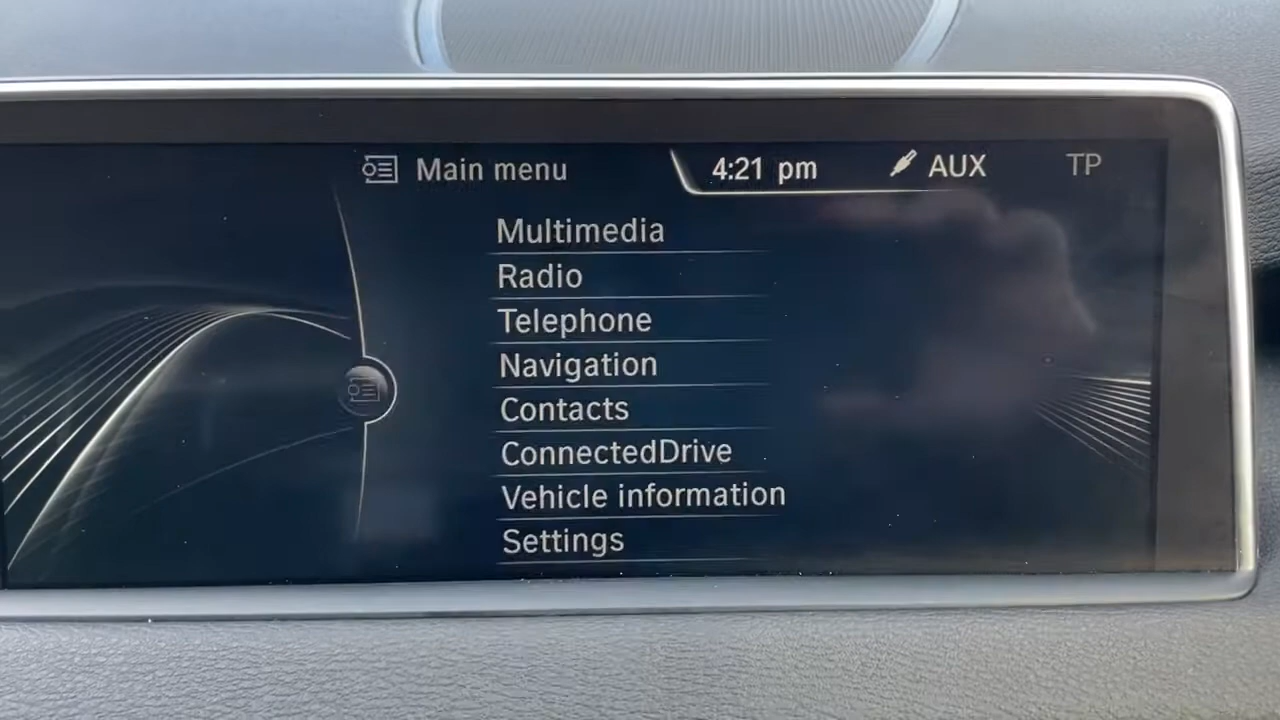 Main menu 4:21 pm AUX TP
Multimedia
Radio
Telephone
Navigation
Contacts
ConnectedDrive
Vehicle information
Settings